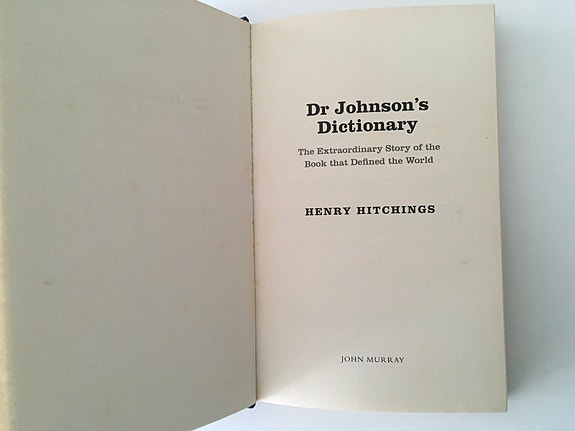 Dr Johnson's
Dictionary
The Extraordinary Story of the
Book that Defined the World
HENRY HITCHINGS
JOHN MURRAY